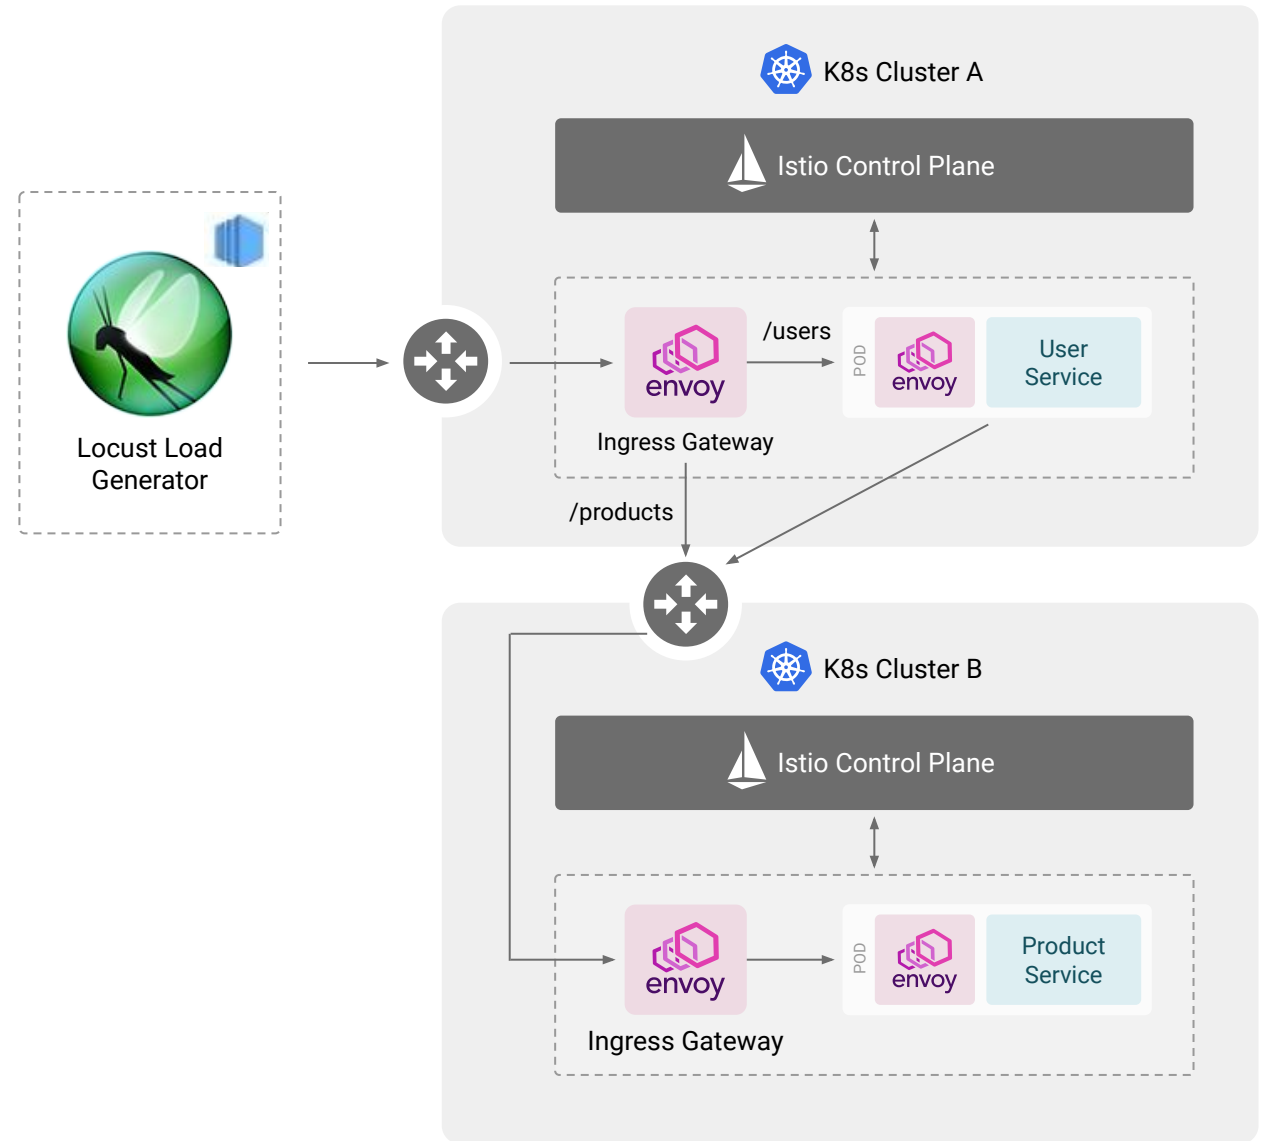 K8s Cluster A
Istio Control Plane
Locust Load
Generator
envoy
Ingress Gateway
/users
POD
envoy
User
Service
/products
K8s Cluster B
Istio Control Plane
envoy
Ingress Gateway
POD
envoy
Product
Service